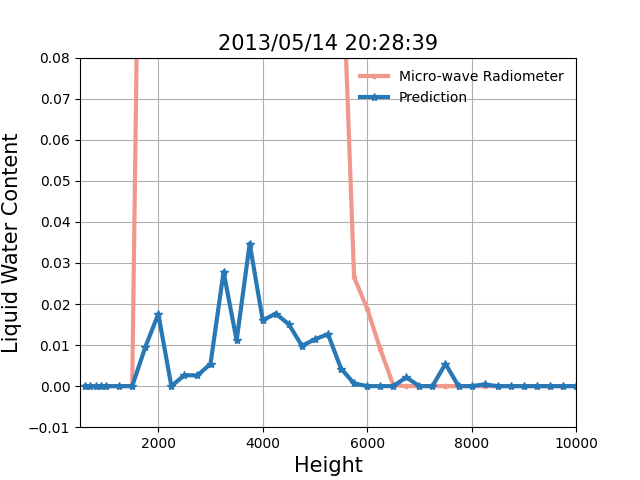 2013/05/14 20:28:39
Micro-wave Radiometer
Prediction
Liquid Water Content
0.08
0.07
0.06
0.05
0.04
0.03
0.02
0.01
0.00
−0.01
2000 4000 6000 8000 10000
Height